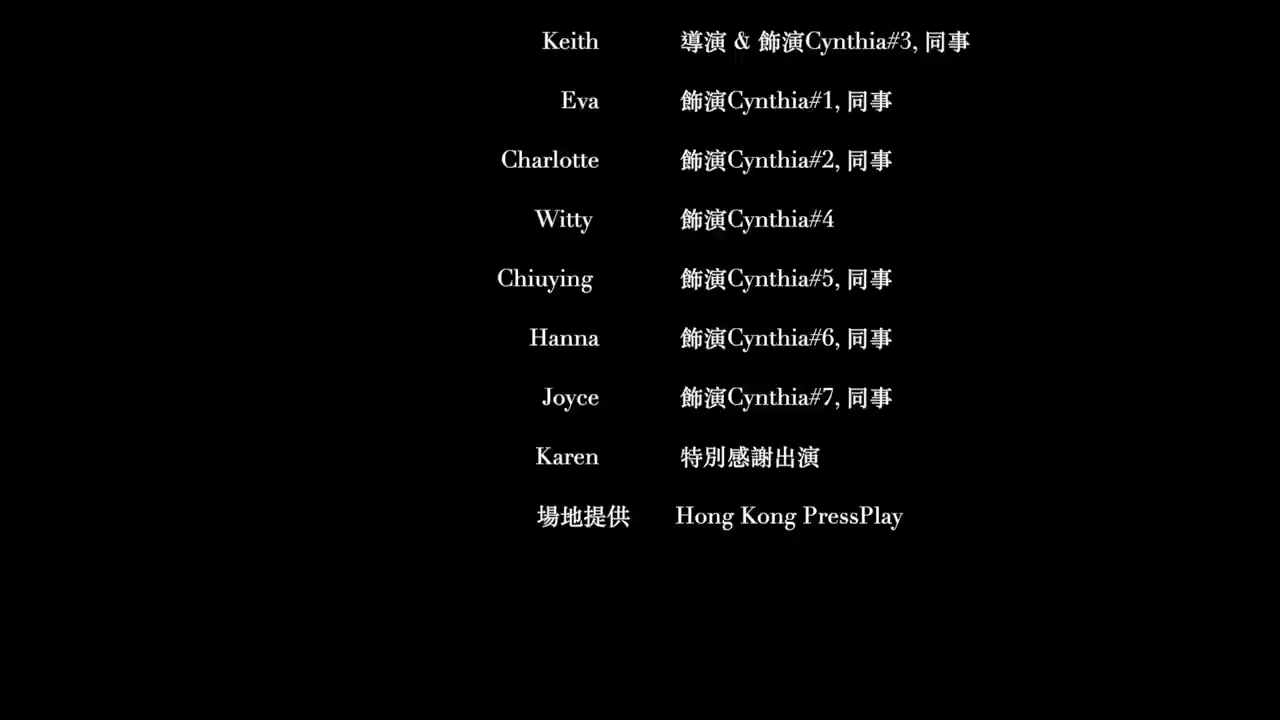 Keith 導演 & 飾演Cynthia#3, 同事
Eva 飾演Cynthia#1, 同事
Charlotte 飾演Cynthia#2, 同事
Witty 飾演Cynthia#4
Chiuying 飾演Cynthia#5, 同事
Hanna 飾演Cynthia#6, 同事
Joyce 飾演Cynthia#7, 同事
Karen 特別感謝出演
場地提供 Hong Kong PressPlay